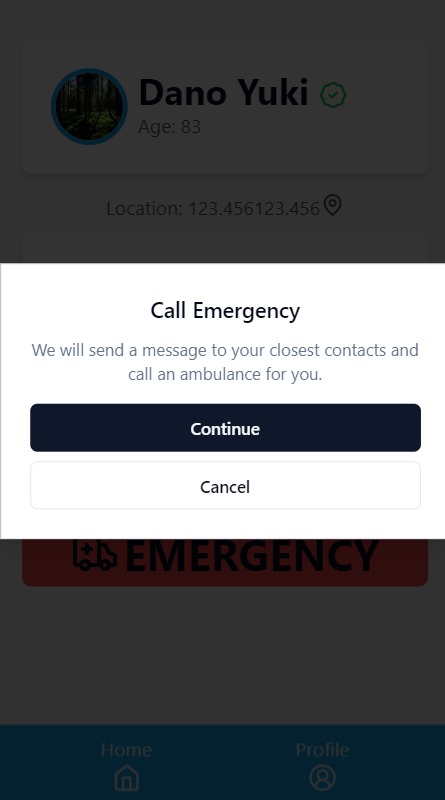 Dano Yuki
Age: 83
Location: 123.456123.456
Call Emergency
We will send a message to your closest contacts and
call an ambulance for you.
Continue
Cancel
EMERGENCY
Home Profile